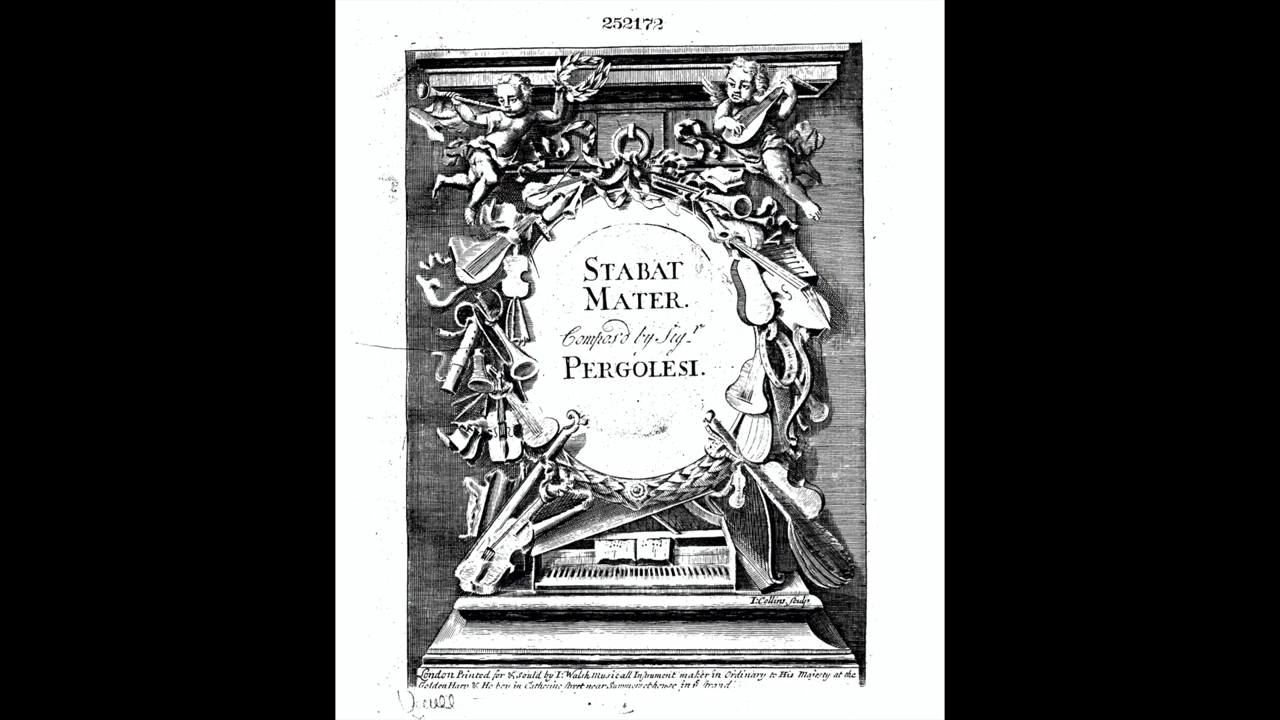 252172
STABAT
MATER.
Compos'd by Sigr
PERGOLESI.
I: Collins, sculp
London Printed for & sould by I: Walsh Musicall Instrument maker in Ordinary to His Majesty at the
Golden Harp & Ho boy in Catherine street near Summerset house in ye strand